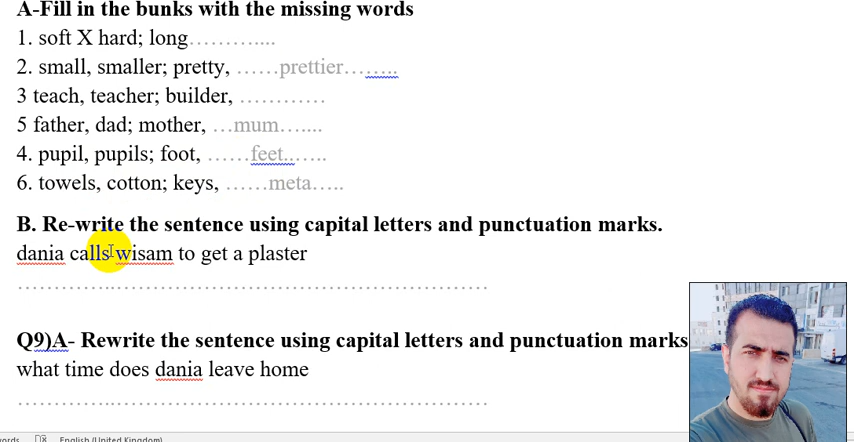 A-Fill in the bunks with the missing words
1. soft X hard; long…………...
2. small, smaller; pretty, ……prettier……..
3 teach, teacher; builder, …………
5 father, dad; mother, …mum…....
4. pupil, pupils; foot, ……feet…....
6. towels, cotton; keys, ……meta…..
B. Re-write the sentence using capital letters and punctuation marks.
dania calls wisam to get a plaster
……………………………………………………
Q9)A- Rewrite the sentence using capital letters and punctuation marks
what time does dania leave home
……………………………………………………
English (United Kingdom)